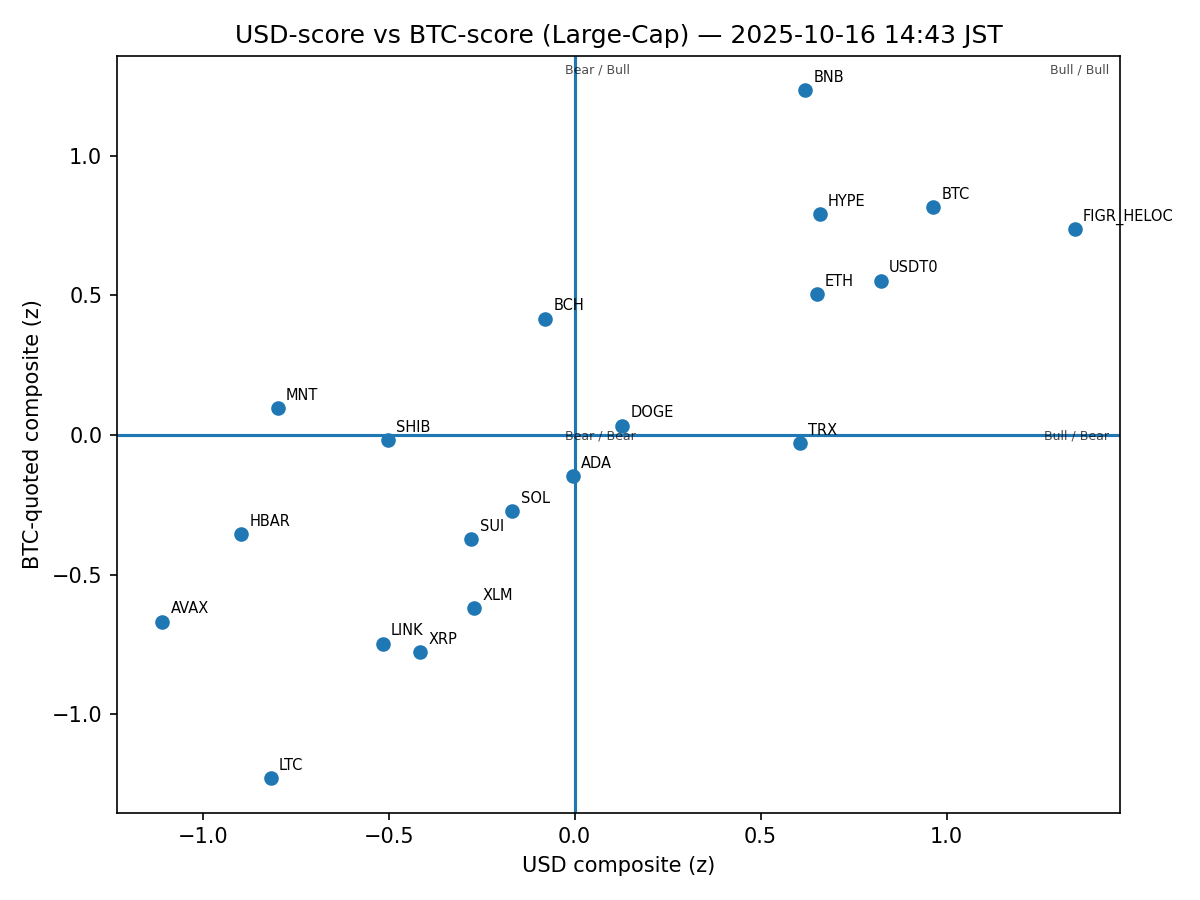 USD-score vs BTC-score (Large-Cap) — 2025-10-16 14:43 JST
Bear / Bull
Bull / Bull
BNB
HYPE
BTC
FIGR_HELOC
USDT0
ETH
BCH
MNT
SHIB
DOGE
TRX
Bear / Bear
Bull / Bear
ADA
SOL
SUI
HBAR
XLM
AVAX
LINK
XRP
LTC
1.0
0.5
0.0
−0.5
−1.0
BTC-quoted composite (z)
−1.0
−0.5
0.0
0.5
1.0
USD composite (z)